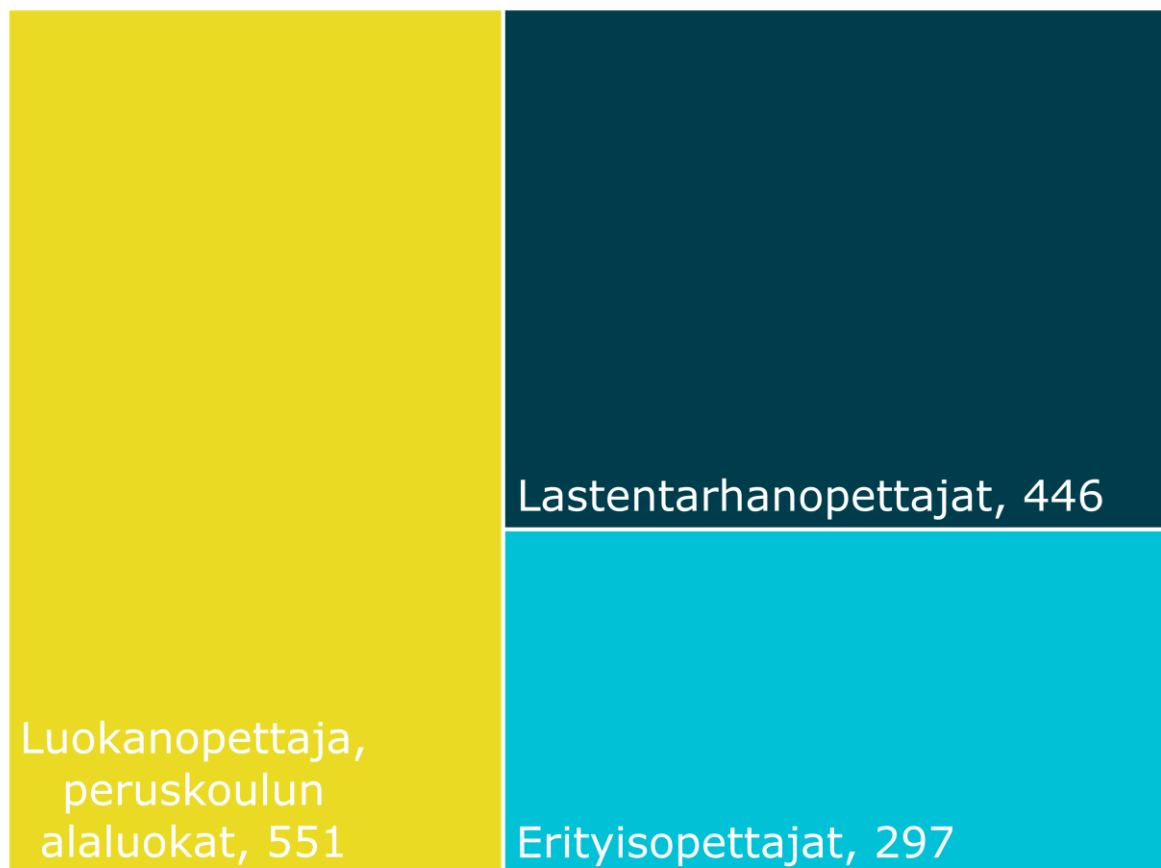 Luokanopettaja,
peruskoulun
alaluokat, 551
Lastentarhanopettajat, 446
Erityisopettajat, 297